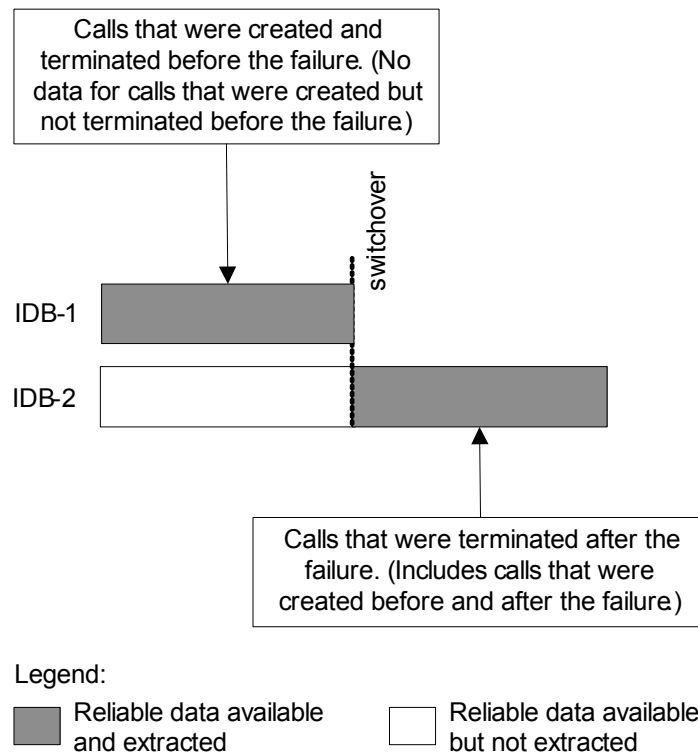 Calls that were created and
terminated before the failure. (No
data for calls that were created but
not terminated before the failure.)
switchover
IDB-1
IDB-2
Calls that were terminated after the
failure. (Includes calls that were
created before and after the failure.)
Legend:
Reliable data available
and extracted
Reliable data available
but not extracted